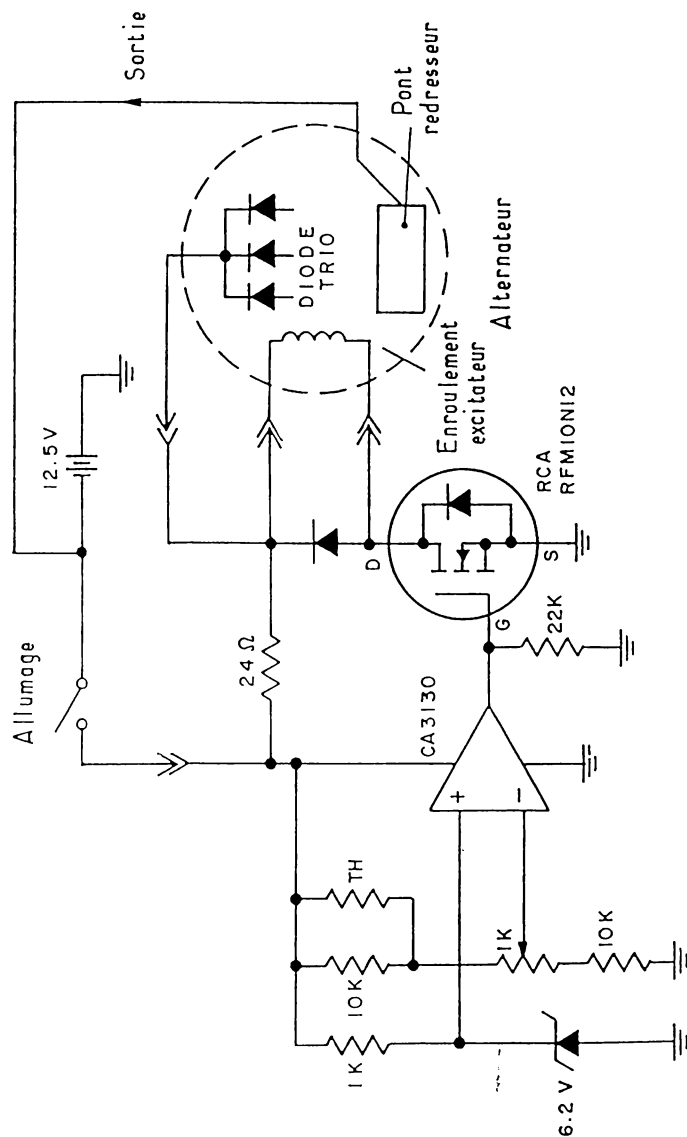 Sortie
Pont
redresseur
DIODE
TRIO
Alternateur
12.5V
Enroulement
excitateur
Allumage
24Ω
D
RCA
RFM10N12
S
G
22K
CA3130
+
−
TH
10K
1K
1K
10K
6.2 V